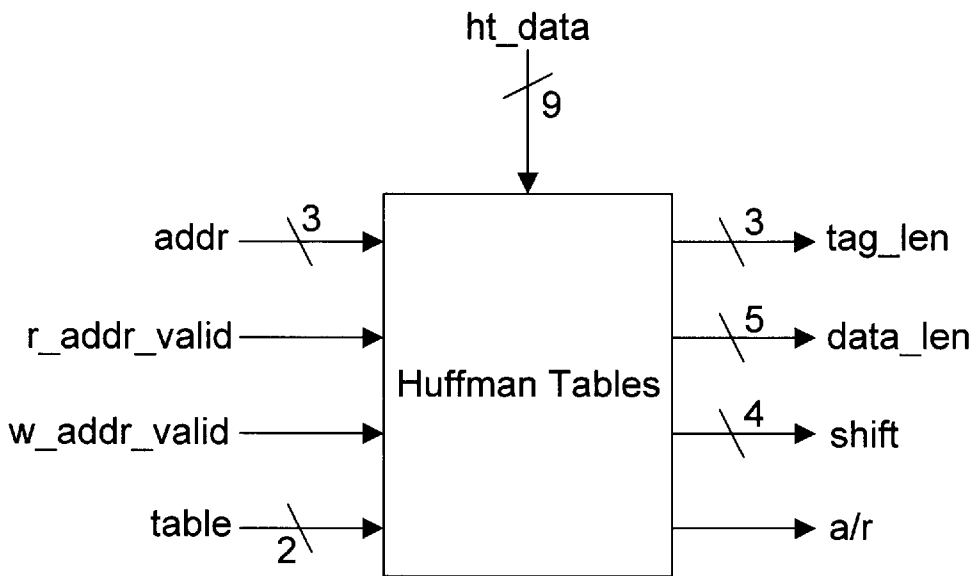 ht_data
9
addr
3
3
tag_len
r_addr_valid
5
data_len
Huffman Tables
w_addr_valid
4
shift
table
2
a/r